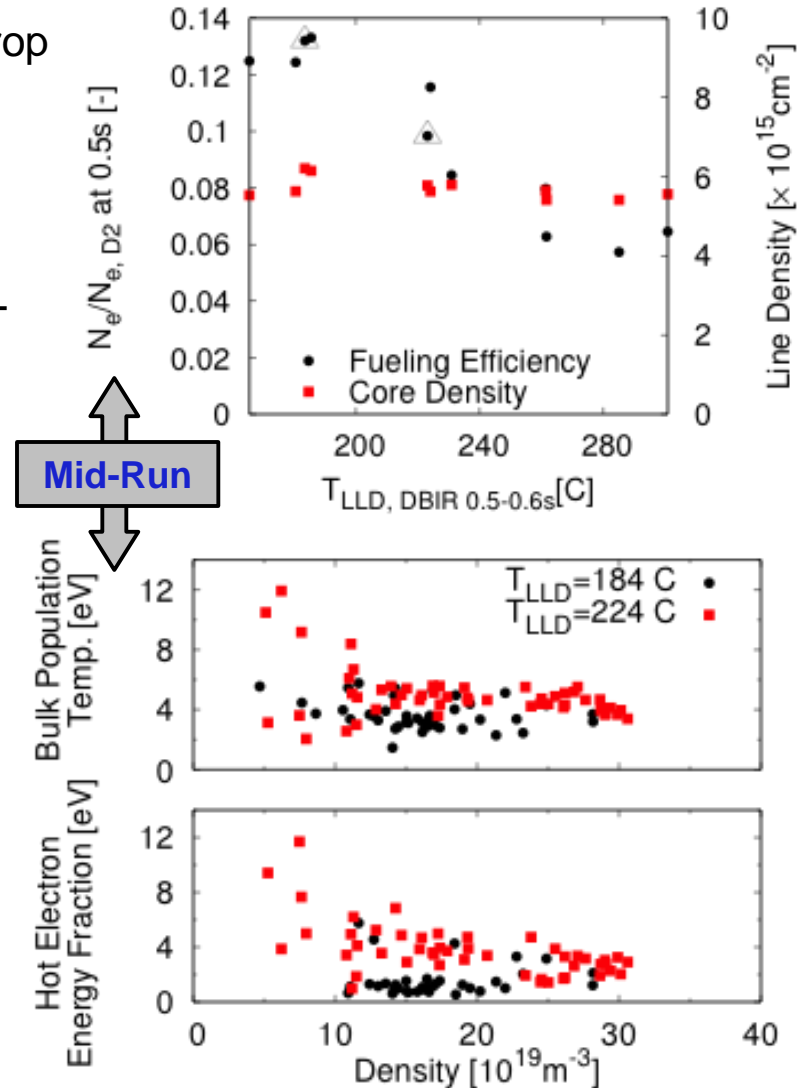 0.14
0.12
0.1
0.08
0.06
0.04
0.02
0
N_e/N_e, D2 at 0.5s [-]
10
8
6
4
2
0
Line Density [× 10^15 cm^-2]
Fueling Efficiency
Core Density
200 240 280
T_LLD, DBIR 0.5-0.6s[C]
Mid-Run
Bulk Population
Temp. [eV]
12
8
4
0
T_LLD=184 C
T_LLD=224 C
Hot Electron
Energy Fraction [eV]
12
8
4
0
0 10 20 30 40
Density [10^19 m^-3]